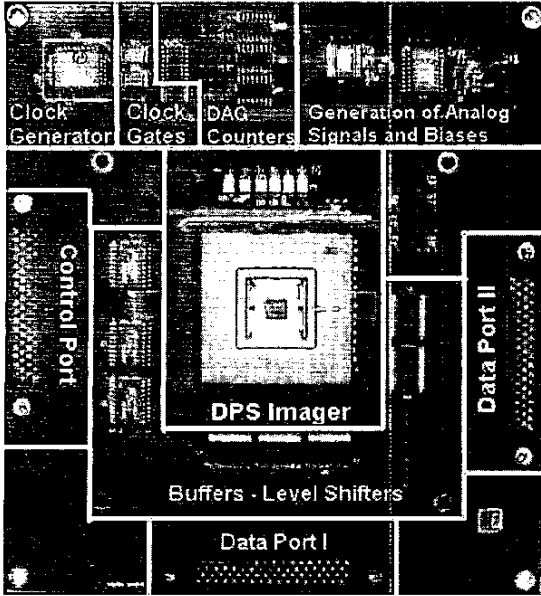 Clock
Generator
Clock
Gates
DAC
Counters
Generation of Analog
Signals and Biases
Control Port
Data Port II
DPS Imager
Buffers - Level Shifters
Data Port I